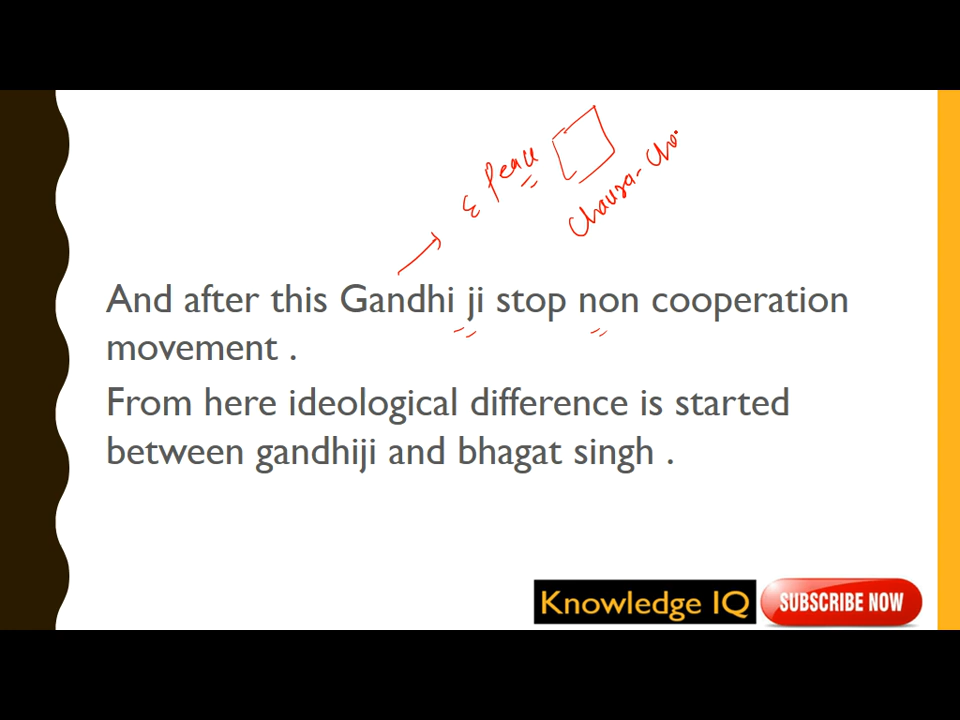 Peace
Chaura-Cho
And after this Gandhi ji stop non cooperation
movement .
From here ideological difference is started
between gandhiji and bhagat singh .
Knowledge IQ
SUBSCRIBE NOW